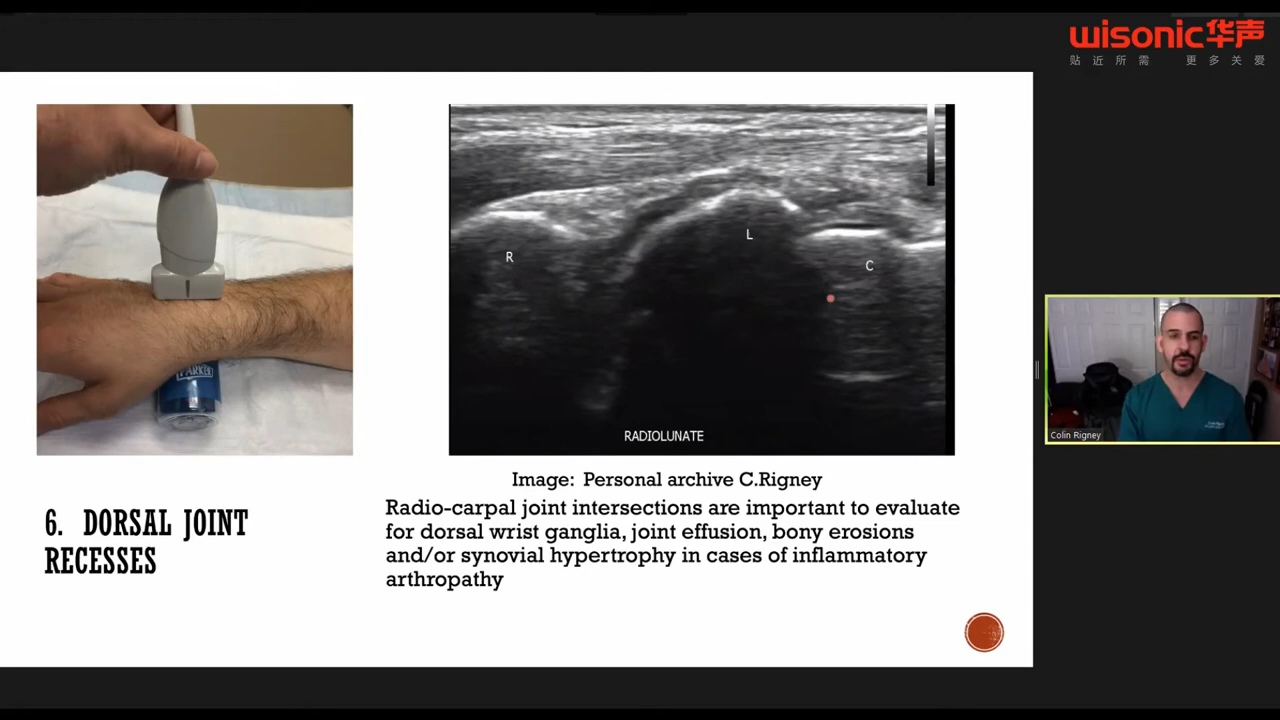 wisonic华声
贴近所需 更多关爱
R
L
C
RADIOLUNATE
PARKER
Image: Personal archive C.Rigney
Radio-carpal joint intersections are important to evaluate
for dorsal wrist ganglia, joint effusion, bony erosions
and/or synovial hypertrophy in cases of inflammatory
arthropathy
6. DORSAL JOINT
RECESSES
Colin Rigney